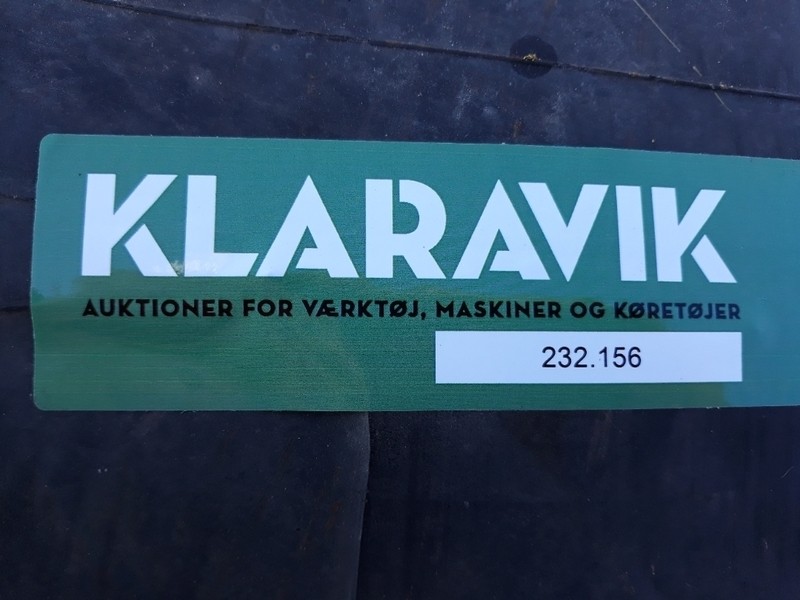 KLARAVIK
AUKTIONER FOR VÆRKTØJ, MASKINER OG KØRETØJER
232.156